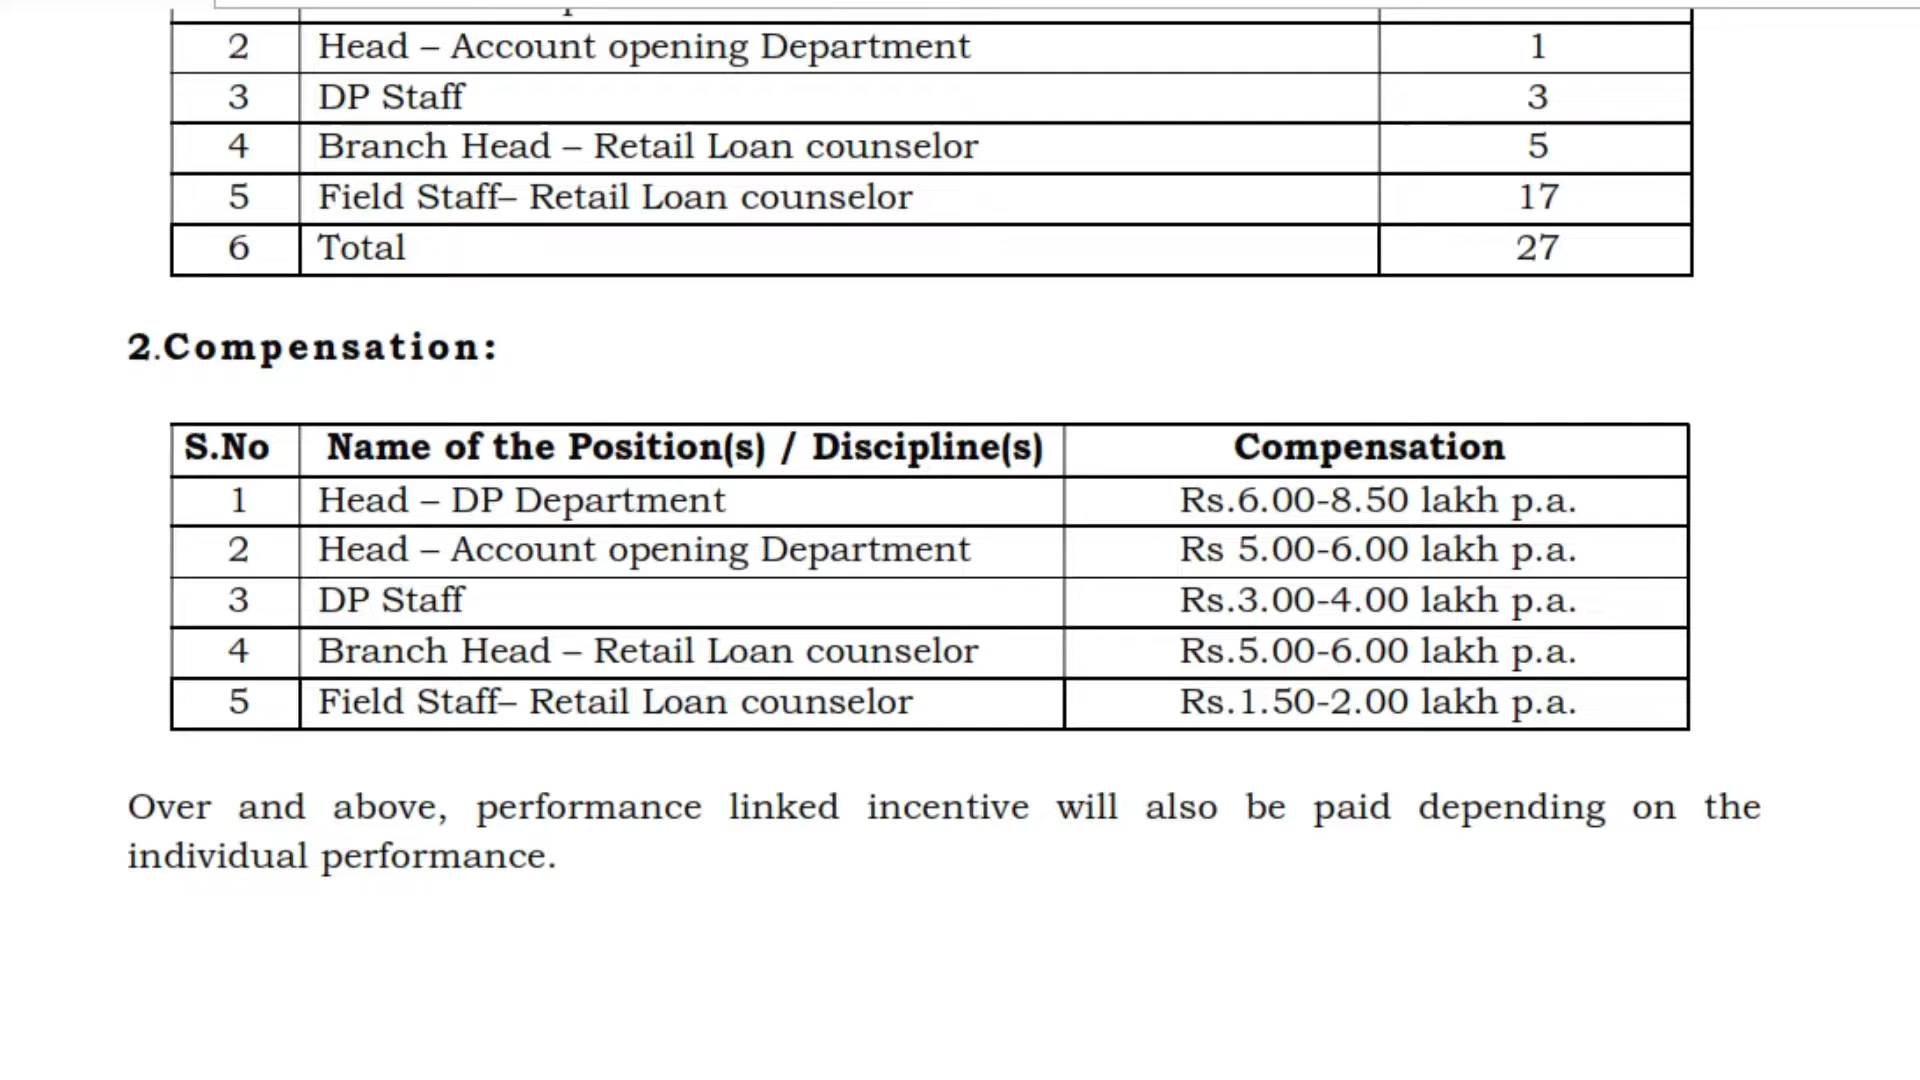 2 Head – Account opening Department 1
3 DP Staff 3
4 Branch Head – Retail Loan counselor 5
5 Field Staff– Retail Loan counselor 17
6 Total 27
2.Compensation:
S.No Name of the Position(s) / Discipline(s) Compensation
1 Head – DP Department Rs.6.00-8.50 lakh p.a.
2 Head – Account opening Department Rs 5.00-6.00 lakh p.a.
3 DP Staff Rs.3.00-4.00 lakh p.a.
4 Branch Head – Retail Loan counselor Rs.5.00-6.00 lakh p.a.
5 Field Staff– Retail Loan counselor Rs.1.50-2.00 lakh p.a.
Over and above, performance linked incentive will also be paid depending on the
individual performance.